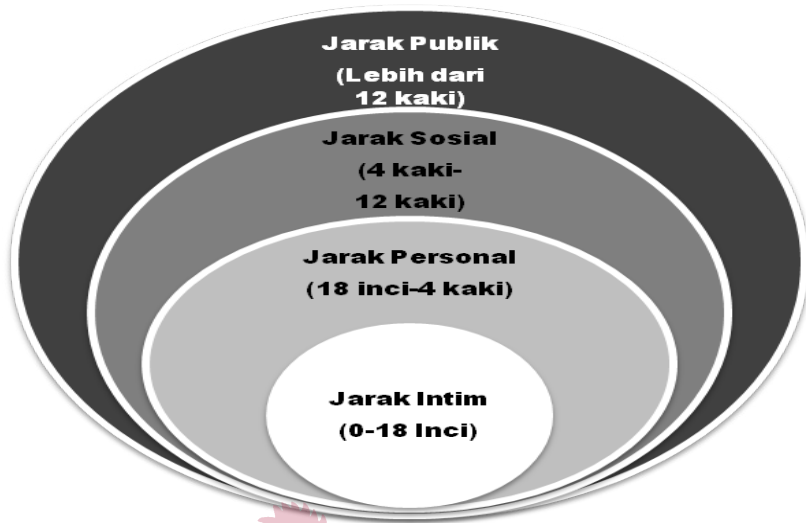 Jarak Publik
(Lebih dari
12 kaki)
Jarak Sosial
(4 kaki-
12 kaki)
Jarak Personal
(18 inci-4 kaki)
Jarak Intim
(0-18 Inci)